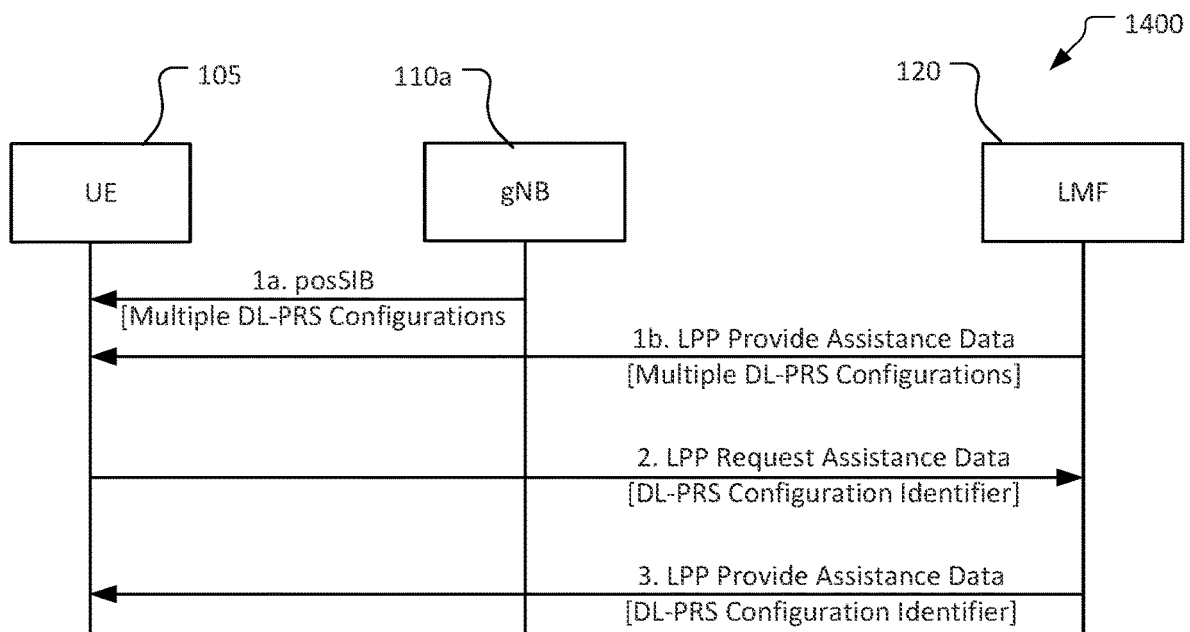 1400
105
110a
120
UE
gNB
LMF
1a. posSIB
[Multiple DL-PRS Configurations
1b. LPP Provide Assistance Data
[Multiple DL-PRS Configurations]
2. LPP Request Assistance Data
[DL-PRS Configuration Identifier]
3. LPP Provide Assistance Data
[DL-PRS Configuration Identifier]